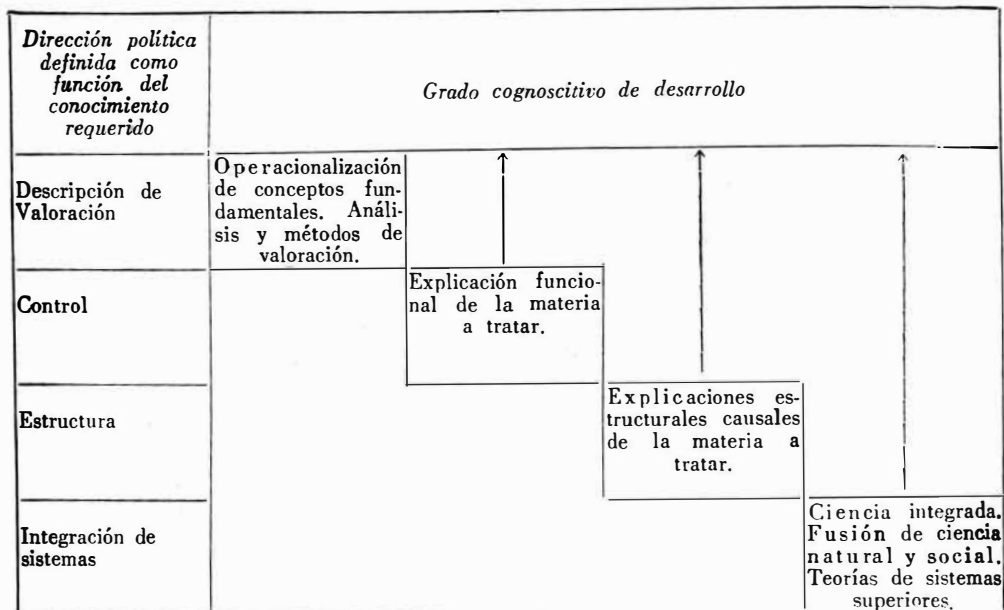 Dirección política
definida como
función del
conocimiento
requerido
Grado cognoscitivo de desarrollo
Descripción de
Valoración
Operacionalización
de conceptos fun-
damentales. Análi-
sis y métodos de
valoración.
Control
Explicación funcio-
nal de la materia
a tratar.
Estructura
Explicaciones es-
tructurales causales
de la materia a
tratar.
Integración de
sistemas
Ciencia integrada.
Fusión de ciencia
natural y social.
Teorías de sistemas
superiores.